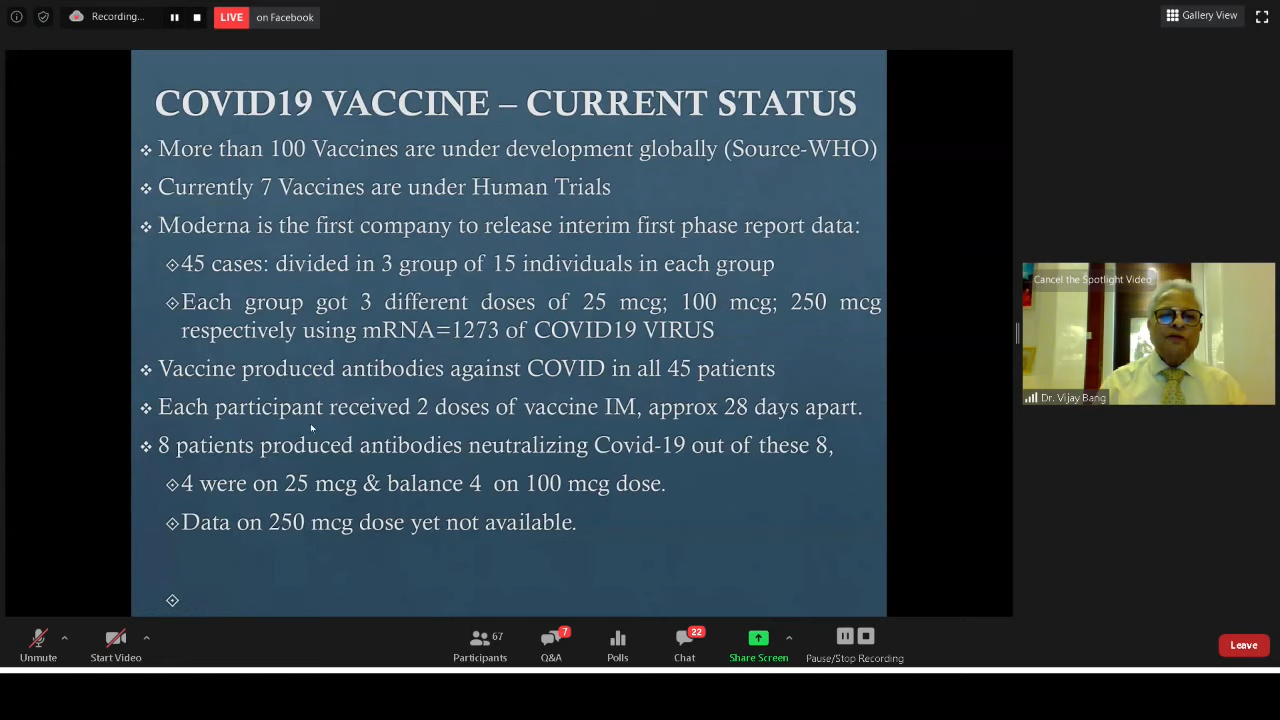 Recording...
LIVE on Facebook
Gallery View
COVID19 VACCINE – CURRENT STATUS
❖ More than 100 Vaccines are under development globally (Source-WHO)
❖ Currently 7 Vaccines are under Human Trials
❖ Moderna is the first company to release interim first phase report data:
45 cases: divided in 3 group of 15 individuals in each group
Each group got 3 different doses of 25 mcg; 100 mcg; 250 mcg
respectively using mRNA=1273 of COVID19 VIRUS
❖ Vaccine produced antibodies against COVID in all 45 patients
❖ Each participant received 2 doses of vaccine IM, approx 28 days apart.
❖ 8 patients produced antibodies neutralizing Covid-19 out of these 8,
4 were on 25 mcg & balance 4 on 100 mcg dose.
Data on 250 mcg dose yet not available.
Cancel the Spotlight Video
Dr. Vijay Bang
67
7
22
Unmute
Start Video
Participants
Q&A
Polls
Chat
Share Screen
Pause/Stop Recording
Leave